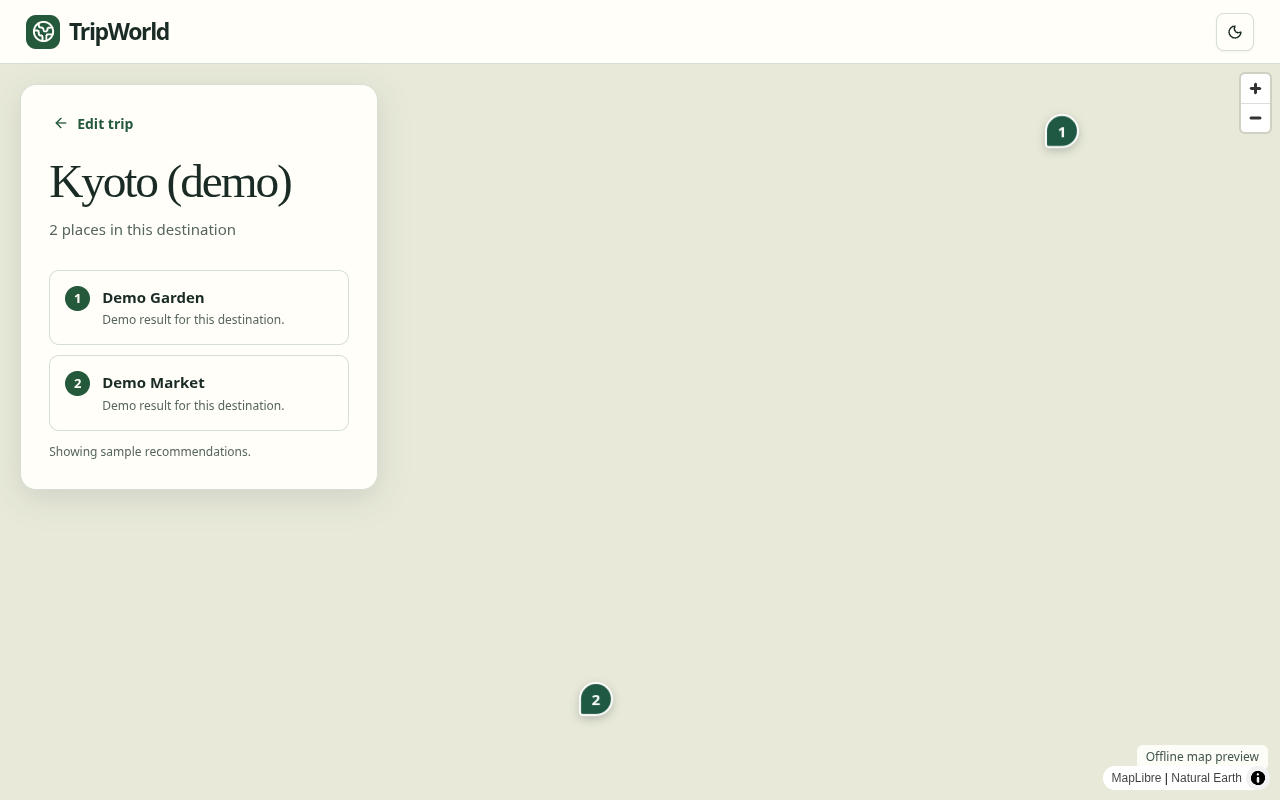 TripWorld
Edit trip
Kyoto (demo)
2 places in this destination
1 Demo Garden
Demo result for this destination.
2 Demo Market
Demo result for this destination.
Showing sample recommendations.
1
2
Offline map preview
MapLibre | Natural Earth